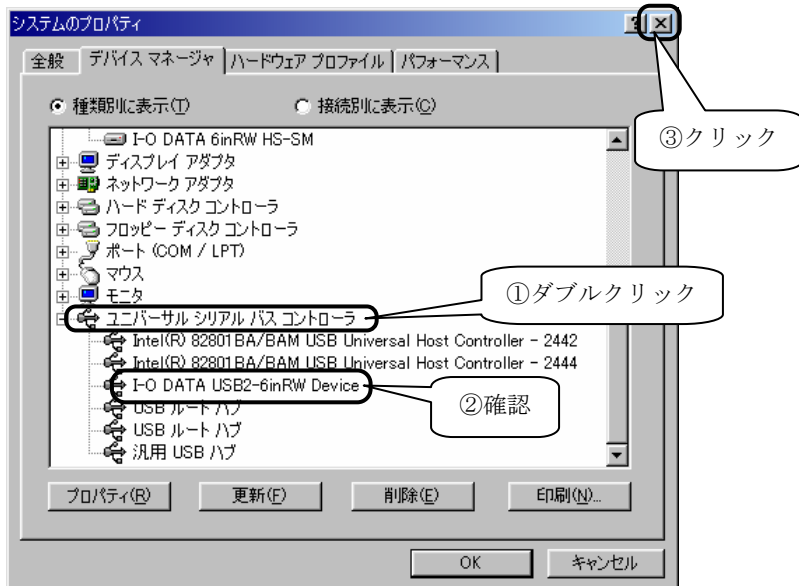 システムのプロパティ
全般 デバイス マネージャ ハードウェア プロファイル パフォーマンス
種類別に表示(T) 接続別に表示(C)
③クリック
I-O DATA 6inRW HS-SM
ディスプレイ アダプタ
ネットワーク アダプタ
ハード ディスク コントローラ
フロッピー ディスク コントローラ
ポート (COM / LPT)
マウス
モニタ
①ダブルクリック
ユニバーサル シリアル バス コントローラ
Intel(R) 82801BA/BAM USB Universal Host Controller - 2442
Intel(R) 82801BA/BAM USB Universal Host Controller - 2444
I-O DATA USB2-6inRW Device
②確認
USB ルート ハブ
USB ルート ハブ
汎用 USB ハブ
プロパティ(R) 更新(F) 削除(E) 印刷(N)...
OK キャンセル